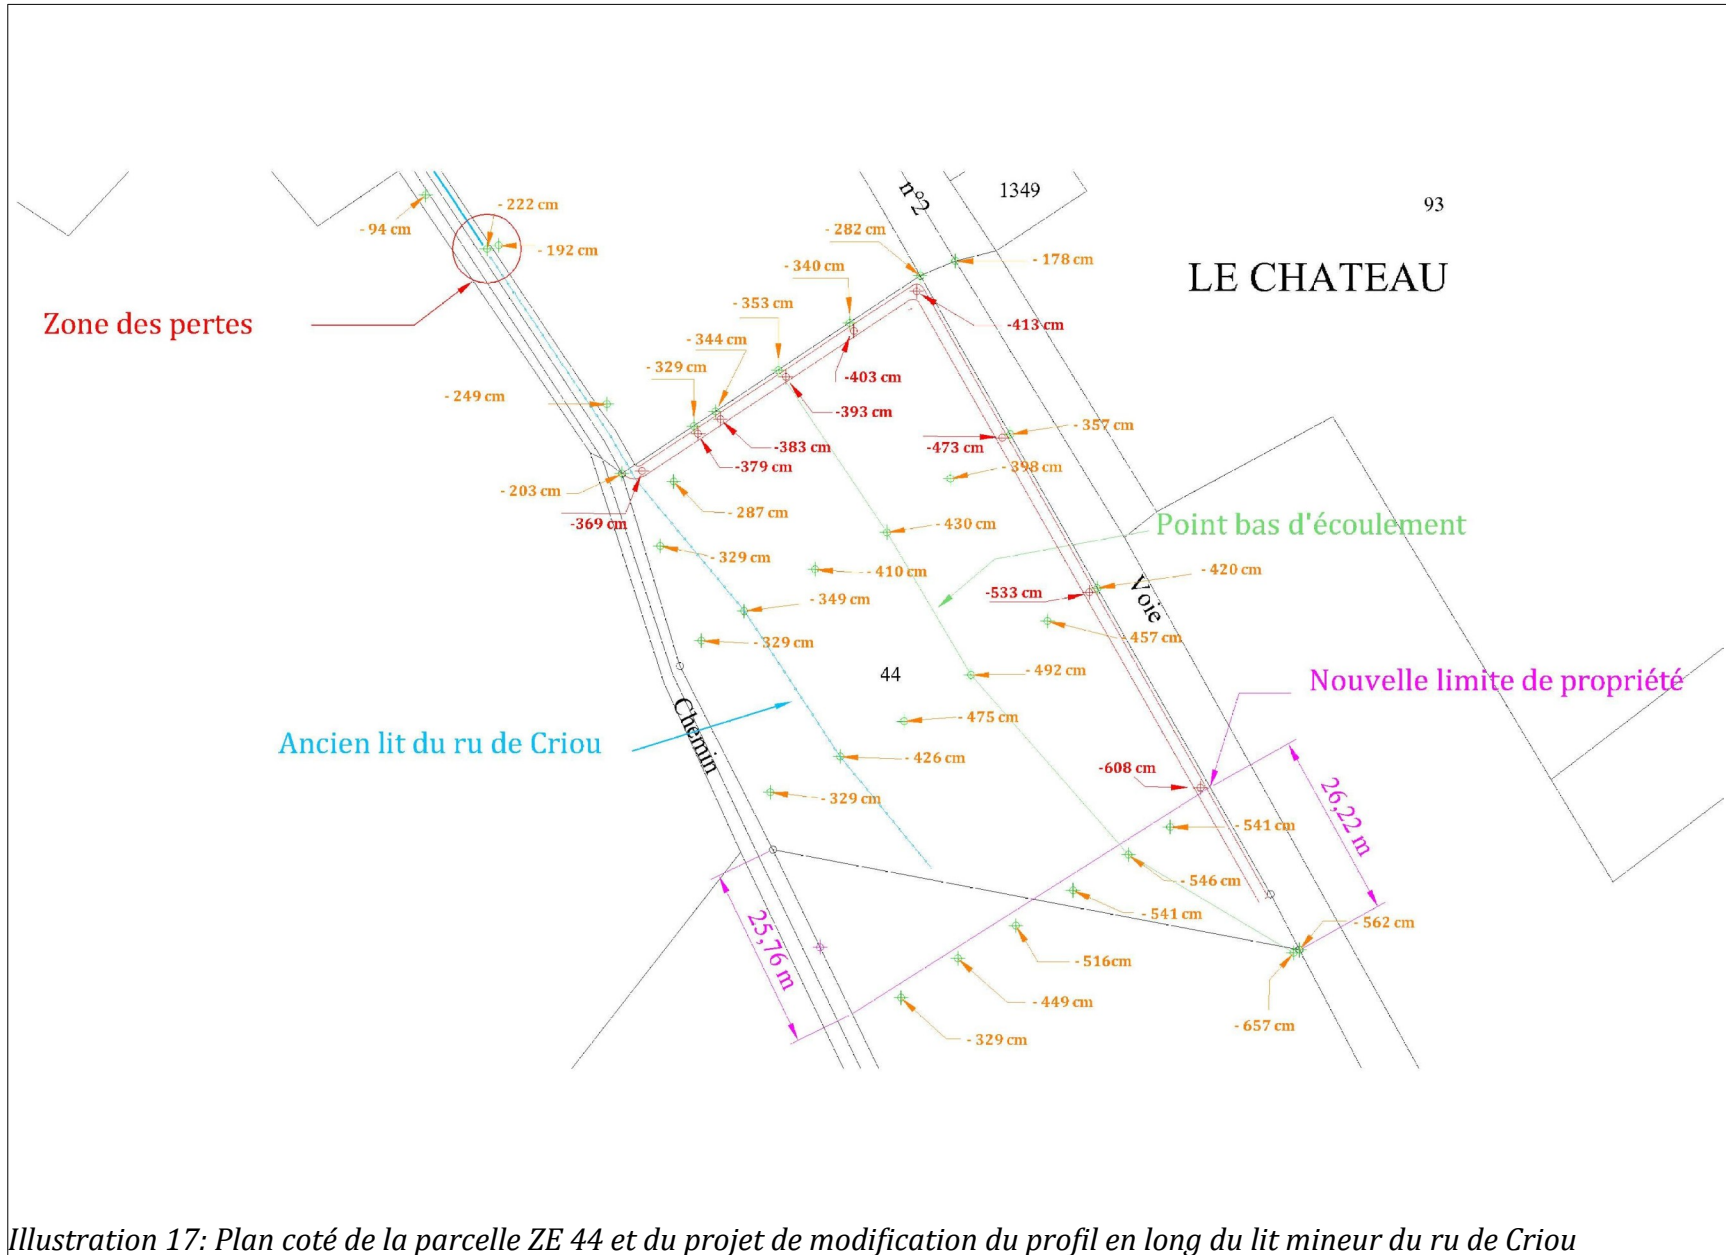 n°2
1349
93
- 222 cm
- 94 cm
- 192 cm
- 282 cm
- 178 cm
- 340 cm
LE CHATEAU
- 353 cm
Zone des pertes
-413 cm
- 344 cm
- 329 cm
-403 cm
- 249 cm
-393 cm
- 357 cm
-383 cm
-473 cm
-379 cm
- 398 cm
- 203 cm
- 287 cm
-369 cm
- 430 cm
Point bas d'écoulement
- 329 cm
- 410 cm
- 420 cm
-533 cm
Voie
- 349 cm
- 457 cm
- 329 cm
- 492 cm
44
Nouvelle limite de propriété
- 475 cm
Chemin
Ancien lit du ru de Criou
- 426 cm
-608 cm
- 329 cm
26,22 m
- 541 cm
- 546 cm
- 541 cm
- 562 cm
25,76 m
- 516cm
- 449 cm
- 657 cm
- 329 cm
Illustration 17: Plan coté de la parcelle ZE 44 et du projet de modification du profil en long du lit mineur du ru de Criou